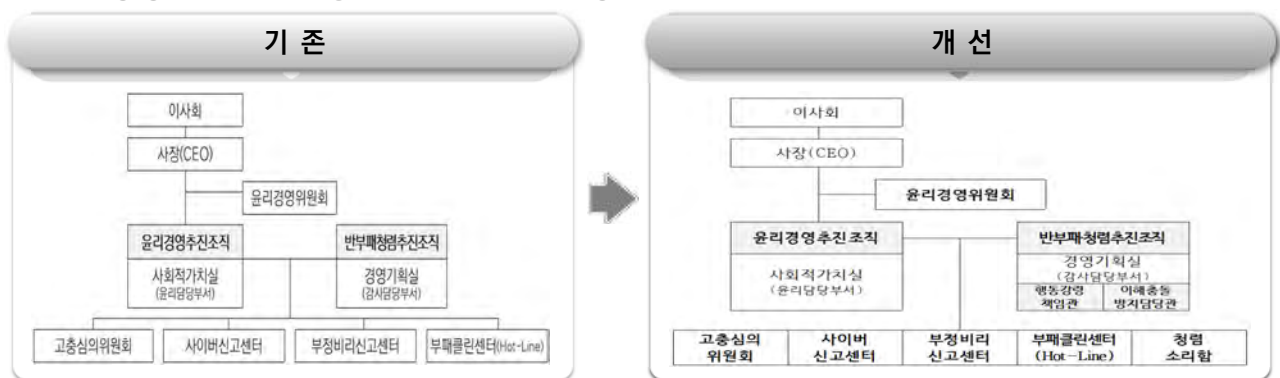 기 존
이사회
사장(CEO)
윤리경영위원회
윤리경영추진조직
반부패청렴추진조직
사회적가치실
(윤리담당부서)
경영기획실
(감사담당부서)
고충심의위원회
사이버신고센터
부정비리신고센터
부패클린센터(Hot-Line)
개 선
이사회
사장(CEO)
윤리경영위원회
윤리경영추진조직
반부패·청렴추진조직
사회적가치실
(윤리담당부서)
경영기획실
(감사담당부서)
행동강령
책임관
이해충돌
방지담당관
고충심의
위원회
사이버
신고센터
부정비리
신고센터
부패클린센터
(Hot-Line)
청렴
소리함